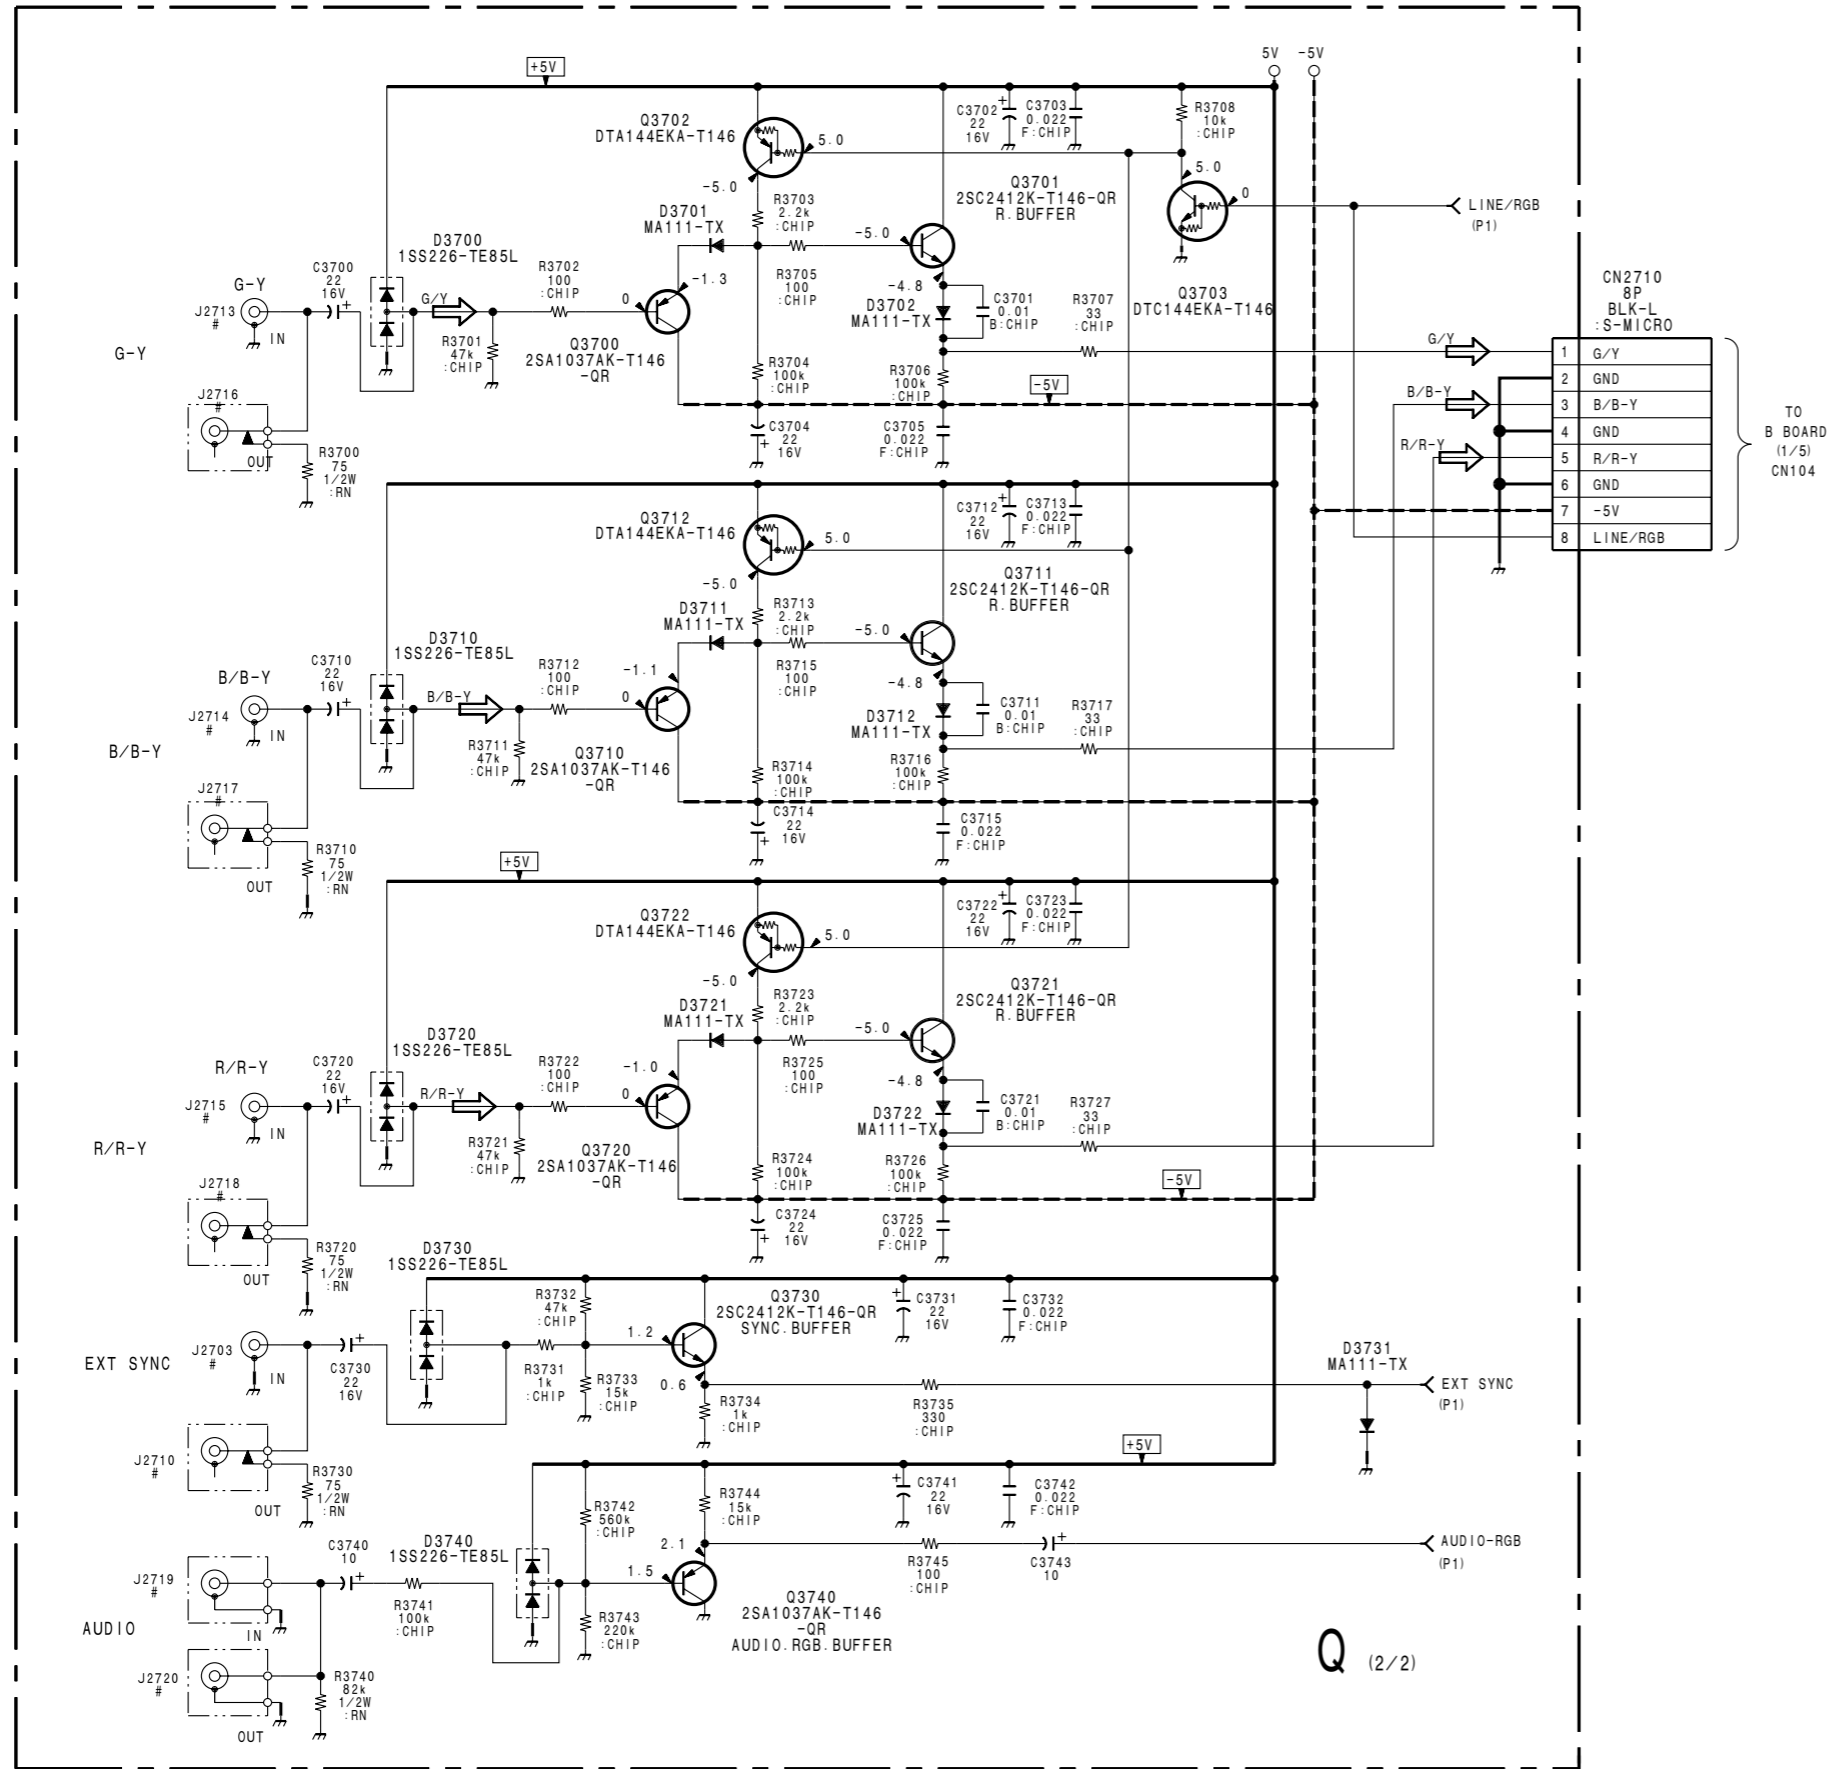 5V -5V
+5V
Q3702
DTA144EKA-T146
5.0
-5.0
C3702
22
16V
C3703
0.022
F:CHIP
R3708
10k
:CHIP
5.0
0
Q3701
2SC2412K-T146-QR
R.BUFFER
LINE/RGB
(P1)
R3703
2.2k
:CHIP
D3701
MA111-TX
-5.0
D3700
1SS226-TE85L
C3700
22
16V
+
G-Y
J2713
#
IN
G/Y
R3702
100
:CHIP
0
-1.3
R3705
100
:CHIP
-4.8
D3702
MA111-TX
C3701
0.01
B:CHIP
R3707
33
:CHIP
Q3703
DTC144EKA-T146
CN2710
8P
BLK-L
:S-MICRO
G-Y
R3701
47k
:CHIP
Q3700
2SA1037AK-T146
-QR
R3704
100k
:CHIP
R3706
100k
:CHIP
-5V
G/Y
1 G/Y
2 GND
B/B-Y
3 B/B-Y
4 GND
R/R-Y
5 R/R-Y
6 GND
7 -5V
8 LINE/RGB
TO
B BOARD
(1/5)
CN104
J2716
#
OUT
R3700
75
1/2W
:RN
C3704
22
16V
+
C3705
0.022
F:CHIP
Q3712
DTA144EKA-T146
5.0
-5.0
C3712
22
16V
+
C3713
0.022
F:CHIP
Q3711
2SC2412K-T146-QR
R.BUFFER
D3711
MA111-TX
R3713
2.2k
:CHIP
-5.0
D3710
1SS226-TE85L
C3710
22
16V
+
B/B-Y
J2714
#
IN
B/B-Y
R3712
100
:CHIP
-1.1
0
R3715
100
:CHIP
-4.8
D3712
MA111-TX
C3711
0.01
B:CHIP
R3717
33
:CHIP
B/B-Y
R3711
47k
:CHIP
Q3710
2SA1037AK-T146
-QR
R3714
100k
:CHIP
R3716
100k
:CHIP
J2717
#
OUT
R3710
75
1/2W
:RN
C3714
22
16V
+
C3715
0.022
F:CHIP
+5V
Q3722
DTA144EKA-T146
5.0
-5.0
C3722
22
16V
+
C3723
0.022
F:CHIP
Q3721
2SC2412K-T146-QR
R.BUFFER
D3721
MA111-TX
R3723
2.2k
:CHIP
-5.0
D3720
1SS226-TE85L
C3720
22
16V
+
R/R-Y
J2715
#
IN
R/R-Y
R3722
100
:CHIP
-1.0
0
R3725
100
:CHIP
-4.8
D3722
MA111-TX
C3721
0.01
B:CHIP
R3727
33
:CHIP
R/R-Y
R3721
47k
:CHIP
Q3720
2SA1037AK-T146
-QR
R3724
100k
:CHIP
R3726
100k
:CHIP
-5V
J2718
#
OUT
R3720
75
1/2W
:RN
C3724
22
16V
+
C3725
0.022
F:CHIP
D3730
1SS226-TE85L
R3732
47k
:CHIP
Q3730
2SC2412K-T146-QR
SYNC.BUFFER
C3731
22
16V
+
C3732
0.022
F:CHIP
EXT SYNC
J2703
#
IN
C3730
22
16V
+
R3731
1k
:CHIP
R3733
15k
:CHIP
1.2
0.6
R3734
1k
:CHIP
R3735
330
:CHIP
D3731
MA111-TX
EXT SYNC
(P1)
J2710
#
OUT
R3730
75
1/2W
:RN
+5V
R3742
560k
:CHIP
R3744
15k
:CHIP
C3741
22
16V
+
C3742
0.022
F:CHIP
D3740
1SS226-TE85L
C3740
10
+
2.1
1.5
R3745
100
:CHIP
C3743
10
+
AUDIO-RGB
(P1)
J2719
#
IN
AUDIO
R3741
100k
:CHIP
R3743
220k
:CHIP
Q3740
2SA1037AK-T146
-QR
AUDIO.RGB.BUFFER
J2720
#
OUT
R3740
82k
1/2W
:RN
Q (2/2)